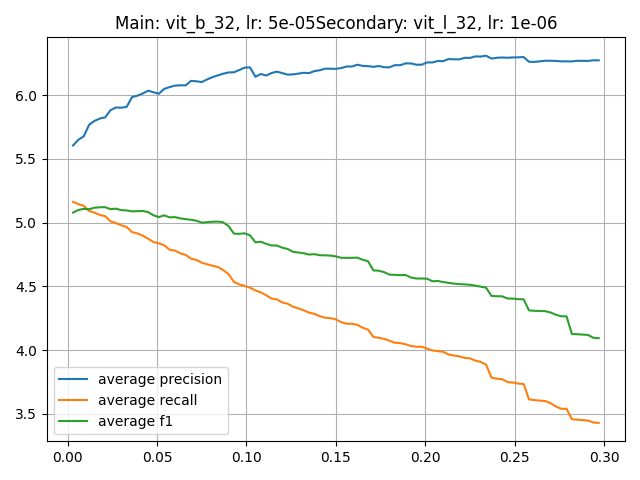 Main: vit_b_32, lr: 5e-05Secondary: vit_l_32, lr: 1e-06
6.0
5.5
5.0
4.5
4.0
3.5
average precision
average recall
average f1
0.00 0.05 0.10 0.15 0.20 0.25 0.30